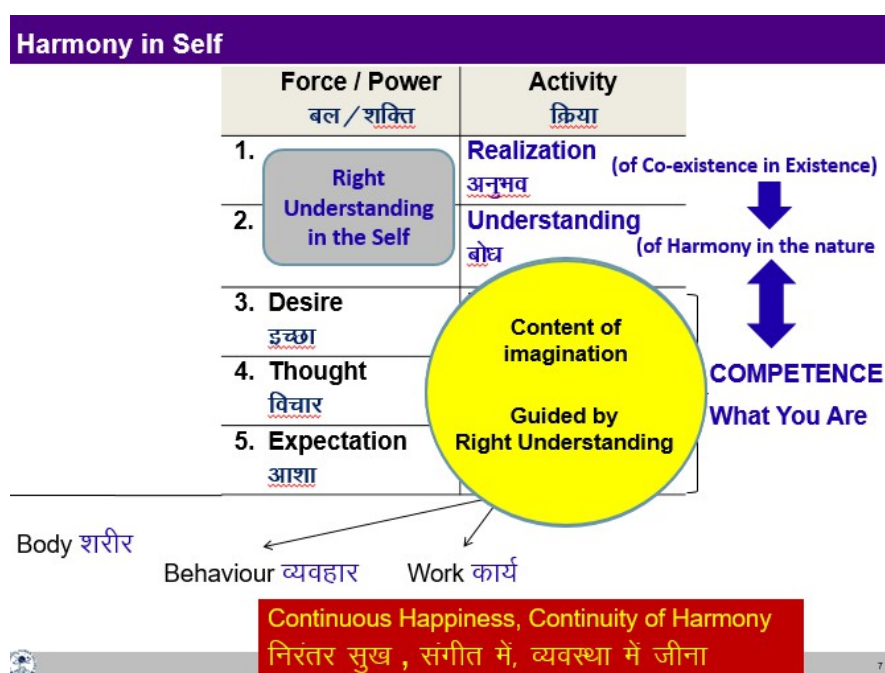 Harmony in Self
Force / Power
बल / शक्ति
Activity
क्रिया
1.
Right
Understanding
in the Self
Realization
अनुभव
(of Co-existence in Existence)
2.
Understanding
बोध
(of Harmony in the nature
3. Desire
इच्छा
4. Thought
विचार
5. Expectation
आशा
Content of
imagination
Guided by
Right Understanding
COMPETENCE
What You Are
Body शरीर
Behaviour व्यवहार
Work कार्य
Continuous Happiness, Continuity of Harmony
निरंतर सुख , संगीत में, व्यवस्था में जीना
7